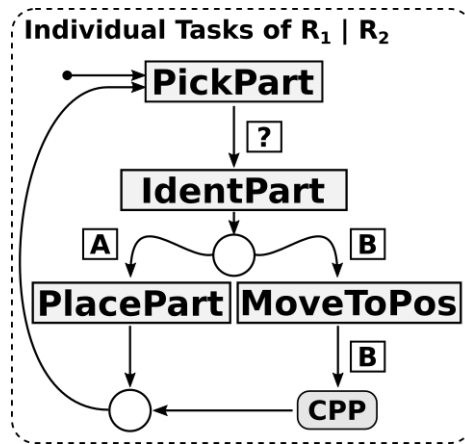 Individual Tasks of R₁ | R₂
PickPart
?
IdentPart
A
B
PlacePart
MoveToPos
B
CPP